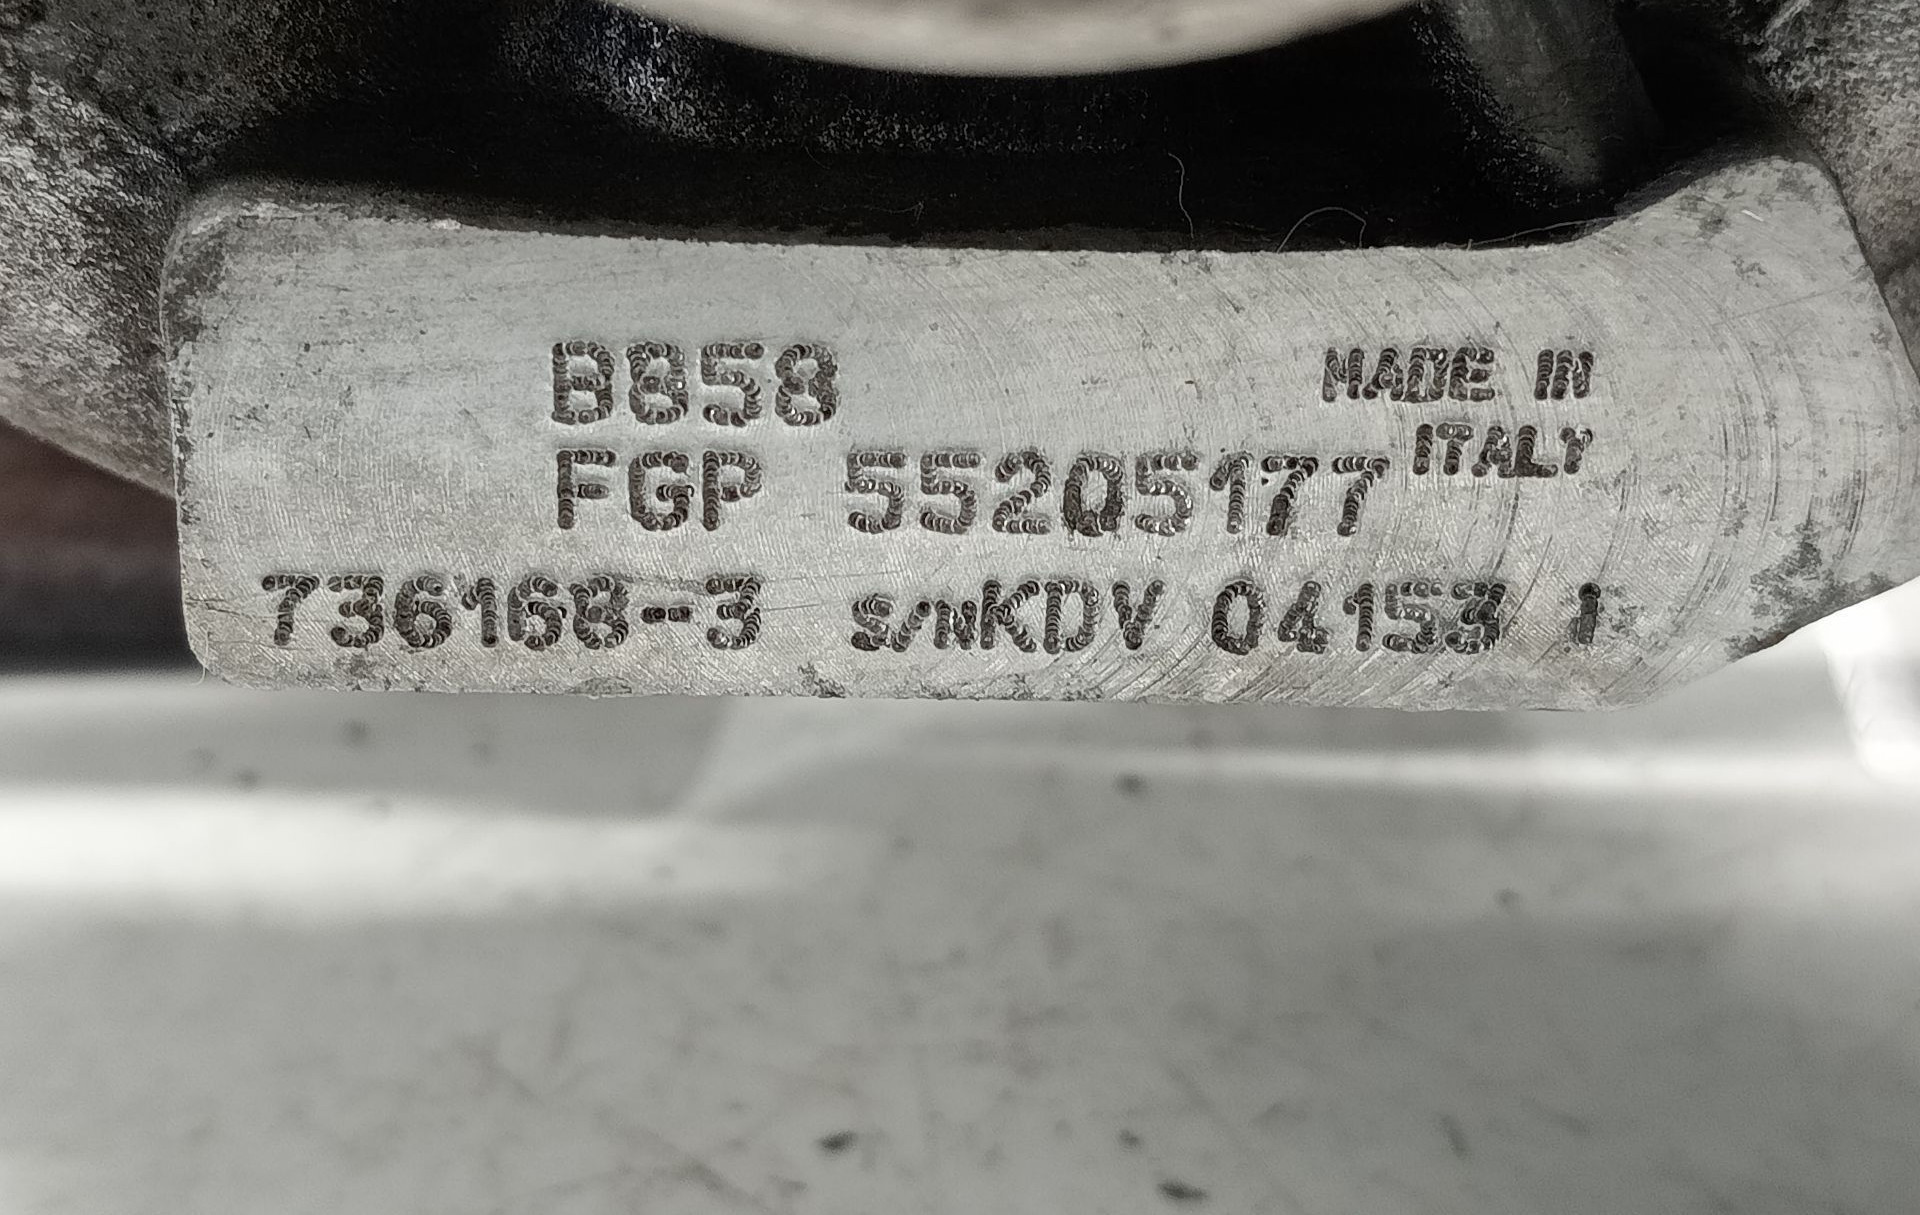 B858
MADE IN
ITALY
FGP 55205177
736168-3 S/NKDV 04153 I